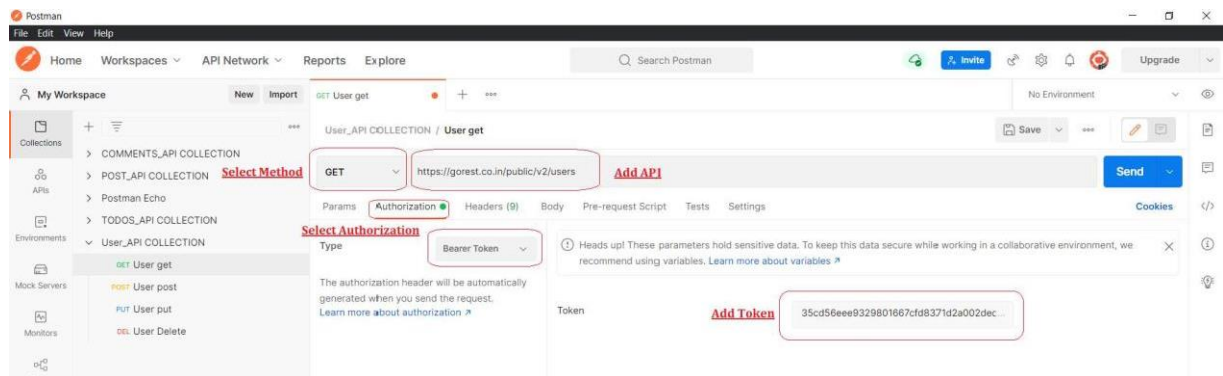 Postman
File Edit View Help
Home Workspaces API Network Reports Explore
Search Postman
Invite
Upgrade
My Workspace
New Import
GET User get
No Environment
Collections
APIs
Environments
Mock Servers
Monitors
COMMENTS_API COLLECTION
POST_API COLLECTION
Postman Echo
TODOS_API COLLECTION
User_API COLLECTION
GET User get
POST User post
PUT User put
DEL User Delete
User_API COLLECTION / User get
Save
Select Method
GET
https://gorest.co.in/public/v2/users
Add API
Send
Params Authorization Headers (9) Body Pre-request Script Tests Settings
Cookies
Select Authorization
Type
Bearer Token
The authorization header will be automatically
generated when you send the request.
Learn more about authorization
Heads up! These parameters hold sensitive data. To keep this data secure while working in a collaborative environment, we
recommend using variables. Learn more about variables
Token
Add Token
35cd56eee9329801667cfd8371d2a002dec...